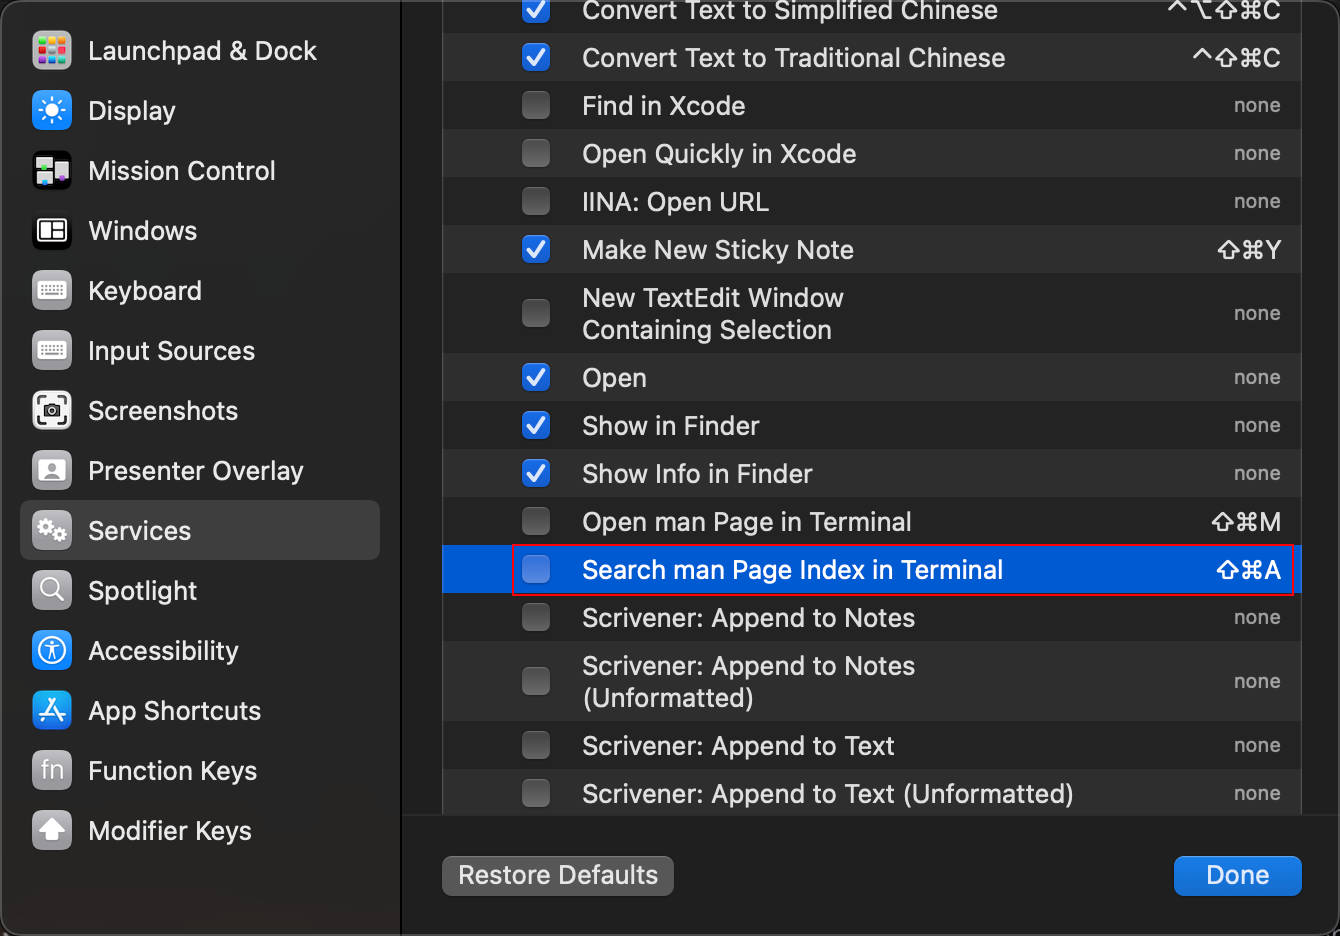 Launchpad & Dock
Display
Mission Control
Windows
Keyboard
Input Sources
Screenshots
Presenter Overlay
Services
Spotlight
Accessibility
App Shortcuts
fn Function Keys
Modifier Keys
Convert Text to Simplified Chinese ^⌥⇧⌘C
Convert Text to Traditional Chinese ^⇧⌘C
Find in Xcode none
Open Quickly in Xcode none
IINA: Open URL none
Make New Sticky Note ⇧⌘Y
New TextEdit Window
Containing Selection none
Open none
Show in Finder none
Show Info in Finder none
Open man Page in Terminal ⇧⌘M
Search man Page Index in Terminal ⇧⌘A
Scrivener: Append to Notes none
Scrivener: Append to Notes
(Unformatted) none
Scrivener: Append to Text none
Scrivener: Append to Text (Unformatted) none
Restore Defaults
Done